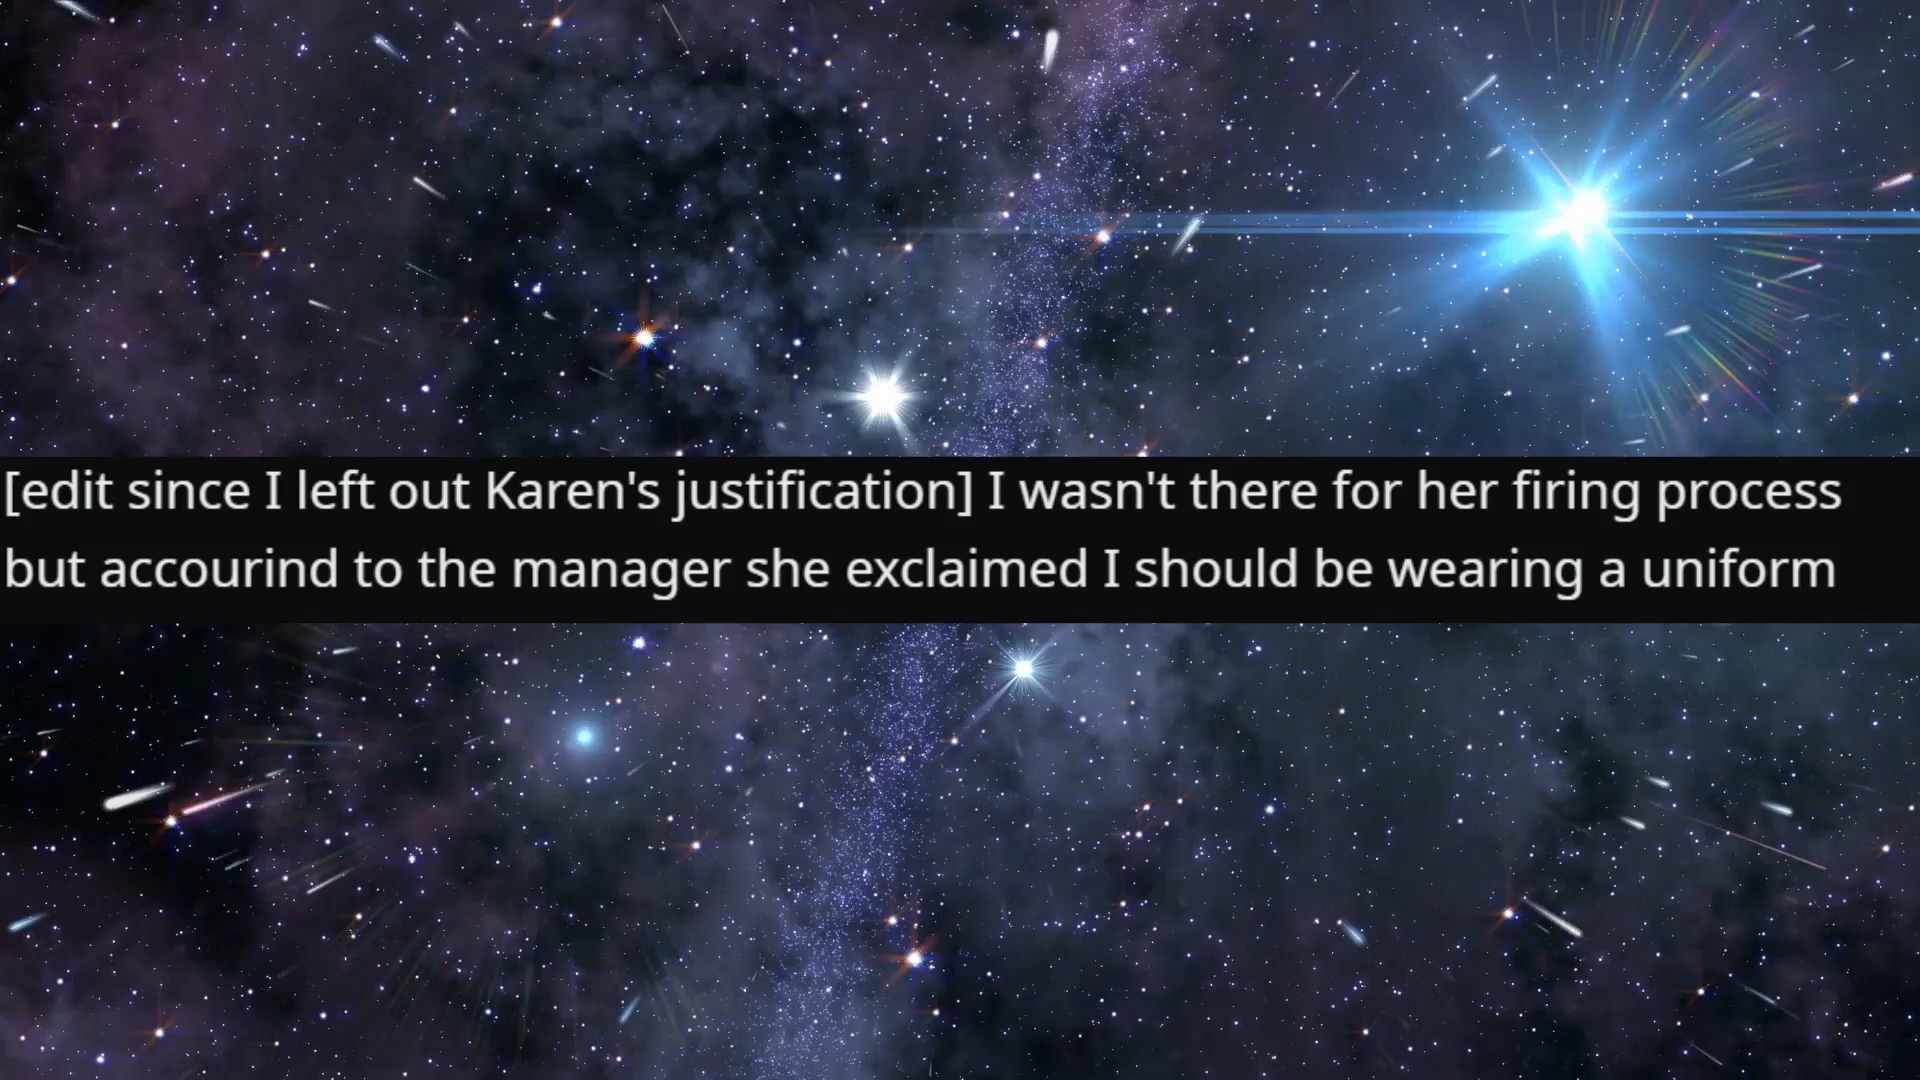 [edit since I left out Karen's justification] I wasn't there for her firing process
but accourind to the manager she exclaimed I should be wearing a uniform